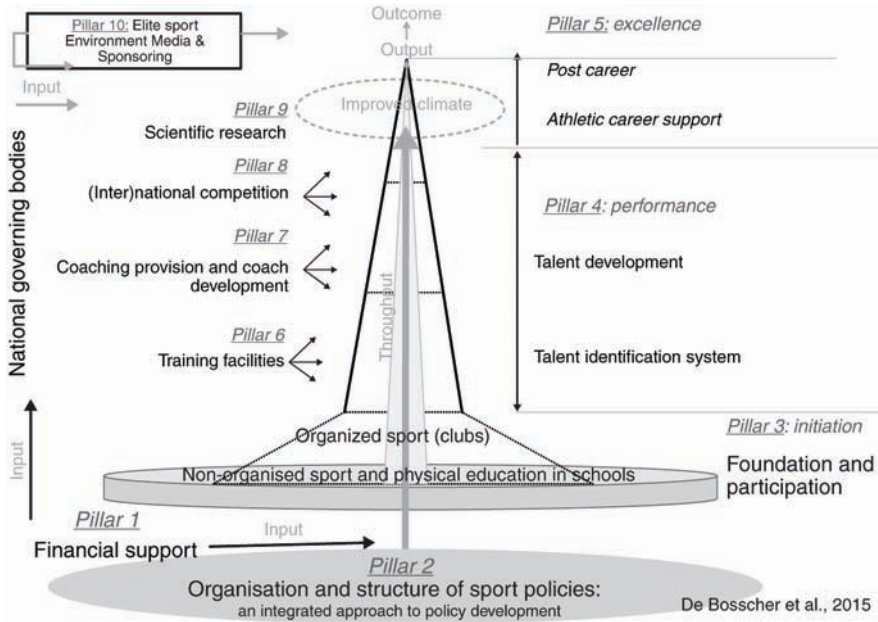 Pillar 10: Elite sport
Environment Media &
Sponsoring
Input
Outcome
Output
Pillar 5: excellence
Post career
Athletic career support
Improved climate
Pillar 9
Scientific research
Pillar 8
(Inter)national competition
Pillar 4: performance
Pillar 7
Coaching provision and coach
development
Talent development
Throughput
Pillar 6
Training facilities
Talent identification system
National governing bodies
Input
Organized sport (clubs)
Pillar 3: initiation
Non-organised sport and physical education in schools
Foundation and
participation
Pillar 1
Financial support
Input
Pillar 2
Organisation and structure of sport policies:
an integrated approach to policy development
De Bosscher et al., 2015